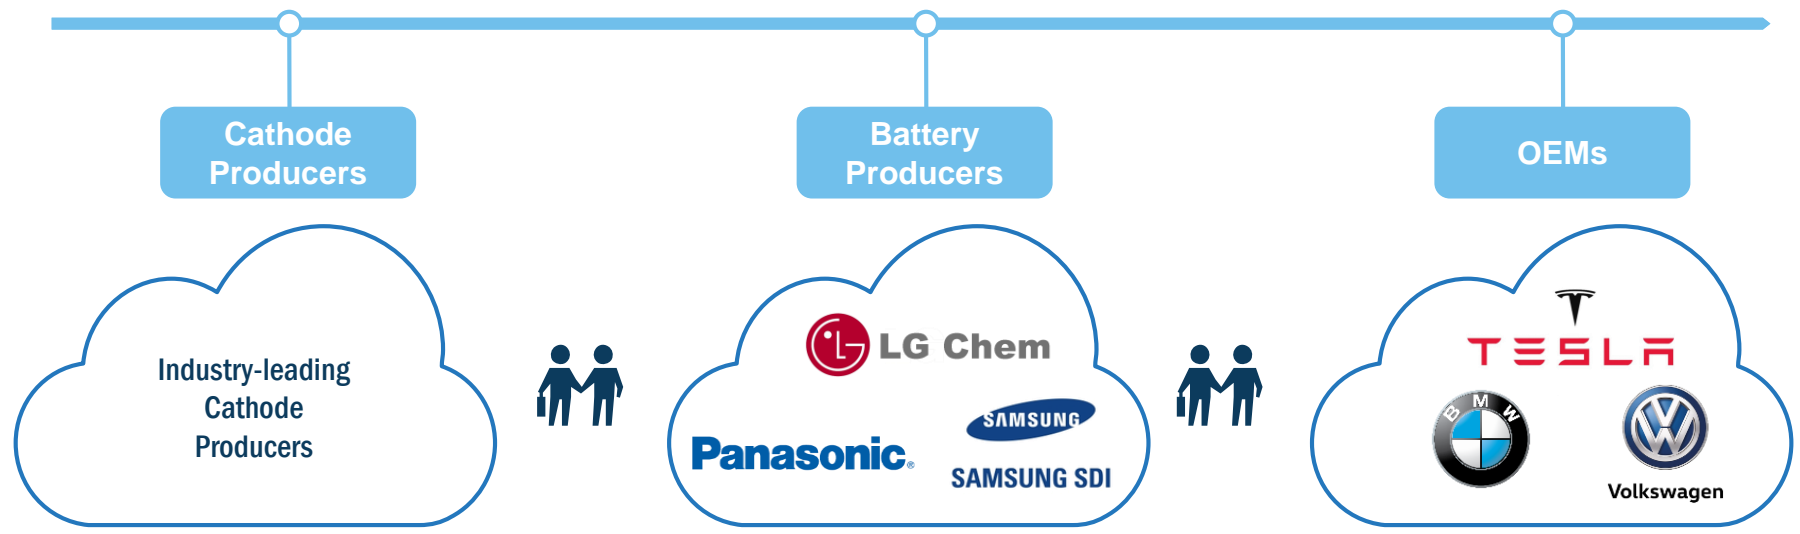 Cathode
Producers
Battery
Producers
OEMs
Industry-leading
Cathode
Producers
LG Chem
Panasonic®
SAMSUNG
SAMSUNG SDI
TESLA
BMW
Volkswagen